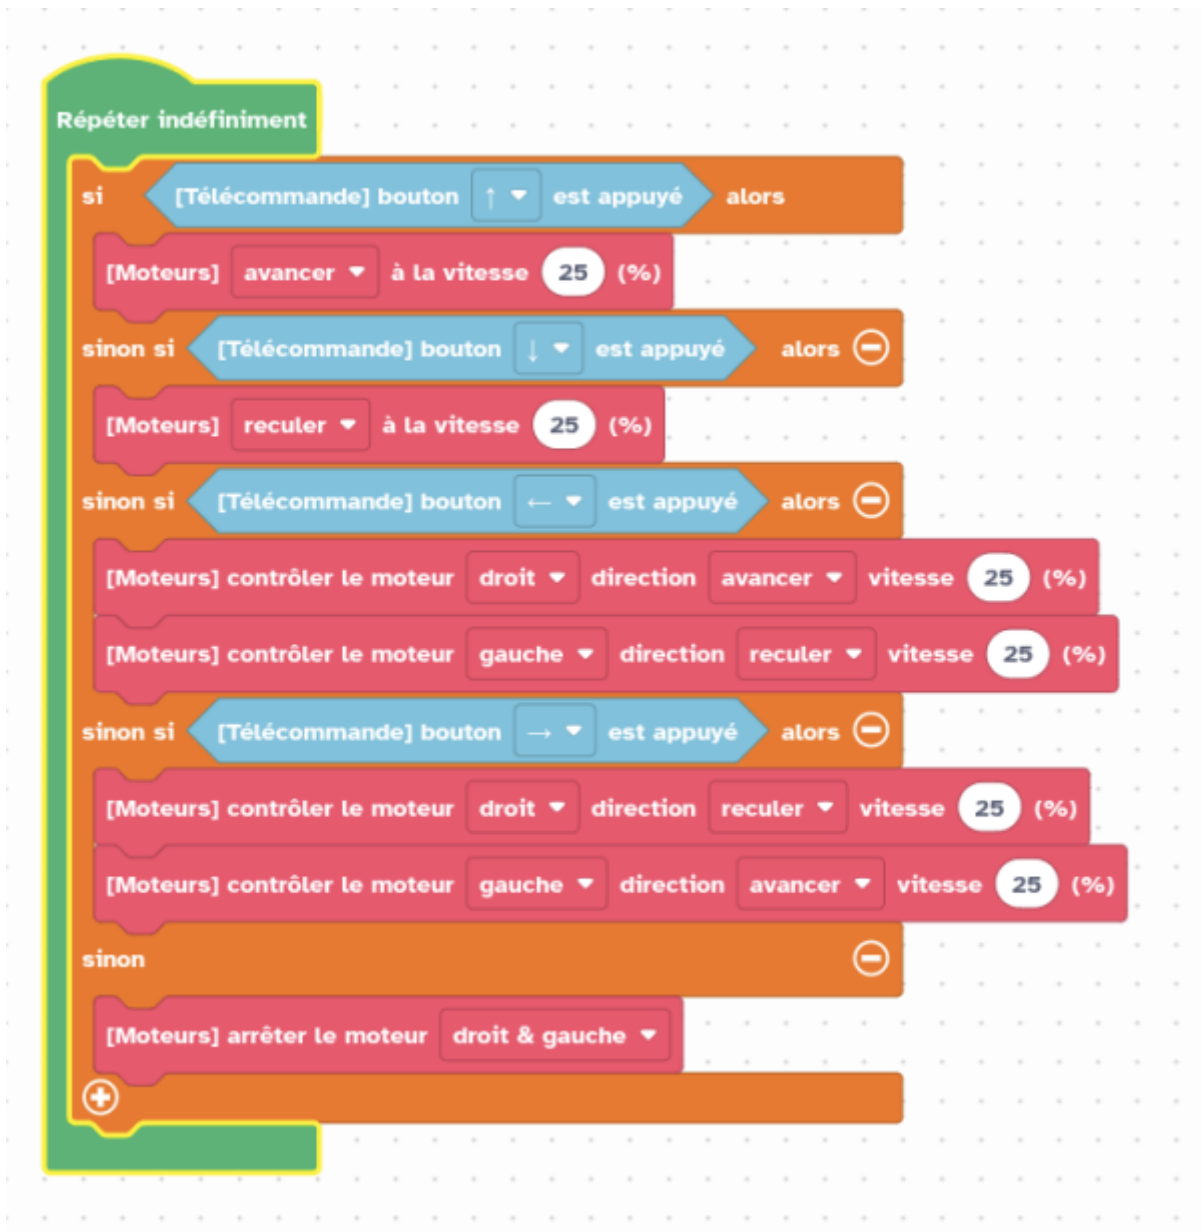 Répéter indéfiniment
si [Télécommande] bouton ↑ est appuyé alors
[Moteurs] avancer à la vitesse 25 (%)
sinon si [Télécommande] bouton ↓ est appuyé alors
[Moteurs] reculer à la vitesse 25 (%)
sinon si [Télécommande] bouton ← est appuyé alors
[Moteurs] contrôler le moteur droit direction avancer vitesse 25 (%)
[Moteurs] contrôler le moteur gauche direction reculer vitesse 25 (%)
sinon si [Télécommande] bouton → est appuyé alors
[Moteurs] contrôler le moteur droit direction reculer vitesse 25 (%)
[Moteurs] contrôler le moteur gauche direction avancer vitesse 25 (%)
sinon
[Moteurs] arrêter le moteur droit & gauche